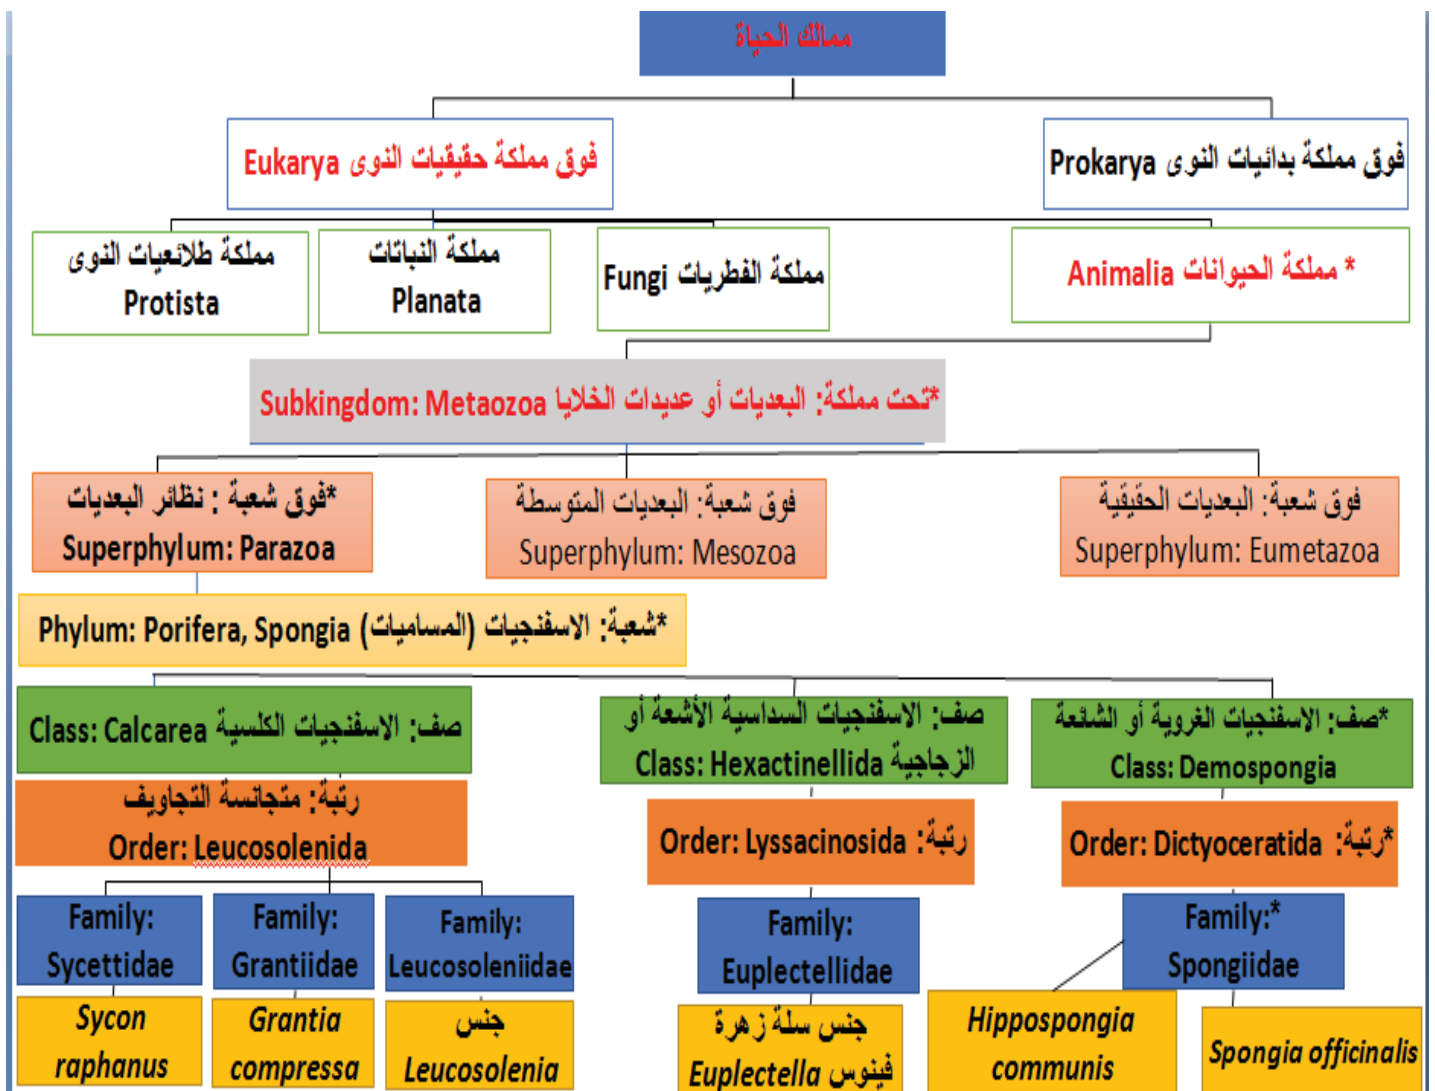 ممالك الحياة
فوق مملكة بدائيات النوى Prokarya
فوق مملكة حقيقيات النوى Eukarya
* مملكة الحيوانات Animalia
مملكة الفطريات Fungi
مملكة النباتات
Planata
مملكة طلائعيات النوى
Protista
*تحت مملكة: البعديات أو عديدات الخلايا Subkingdom: Metaozoa
فوق شعبة: البعديات الحقيقية
Superphylum: Eumetazoa
فوق شعبة: البعديات المتوسطة
Superphylum: Mesozoa
*فوق شعبة : نظائر البعديات
Superphylum: Parazoa
*شعبة: الاسفنجيات (المساميات) Phylum: Porifera, Spongia
*صف: الاسفنجيات الغروية أو الشائعة
Class: Demospongia
صف: الاسفنجيات السداسية الأشعة أو
الزجاجية Class: Hexactinellida
صف: الاسفنجيات الكلسية Class: Calcarea
*رتبة: Order: Dictyoceratida
رتبة: Order: Lyssacinosida
رتبة: متجانسة التجاويف
Order: Leucosolenida
Family:*
Spongiidae
Family:
Euplectellidae
Family:
Leucosoleniidae
Family:
Grantiidae
Family:
Sycettidae
Spongia officinalis
Hippospongia
communis
جنس سلة زهرة
فينوس Euplectella
جنس
Leucosolenia
Grantia
compressa
Sycon
raphanus